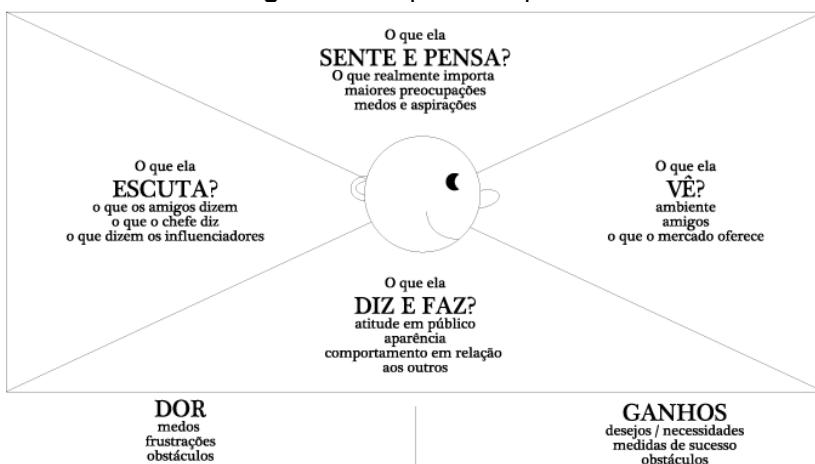 O que ela
SENTE E PENSA?
O que realmente importa
maiores preocupações
medos e aspirações
O que ela
ESCUTA?
o que os amigos dizem
o que o chefe diz
o que dizem os influenciadores
O que ela
VÊ?
ambiente
amigos
o que o mercado oferece
O que ela
DIZ E FAZ?
atitude em público
aparência
comportamento em relação
aos outros
DOR
medos
frustrações
obstáculos
GANHOS
desejos / necessidades
medidas de sucesso
obstáculos